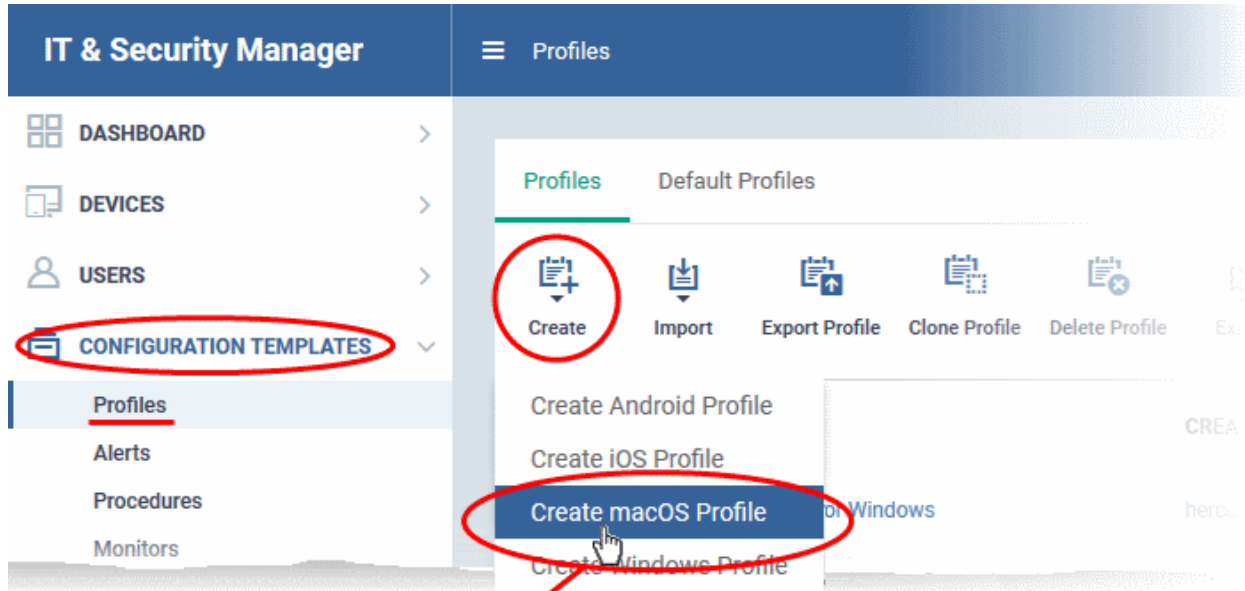 IT & Security Manager
Profiles
DASHBOARD
DEVICES
USERS
CONFIGURATION TEMPLATES
Profiles
Alerts
Procedures
Monitors
Profiles Default Profiles
Create Import Export Profile Clone Profile Delete Profile
Create Android Profile
Create iOS Profile
Create macOS Profile
Windows
Create Windows Profile